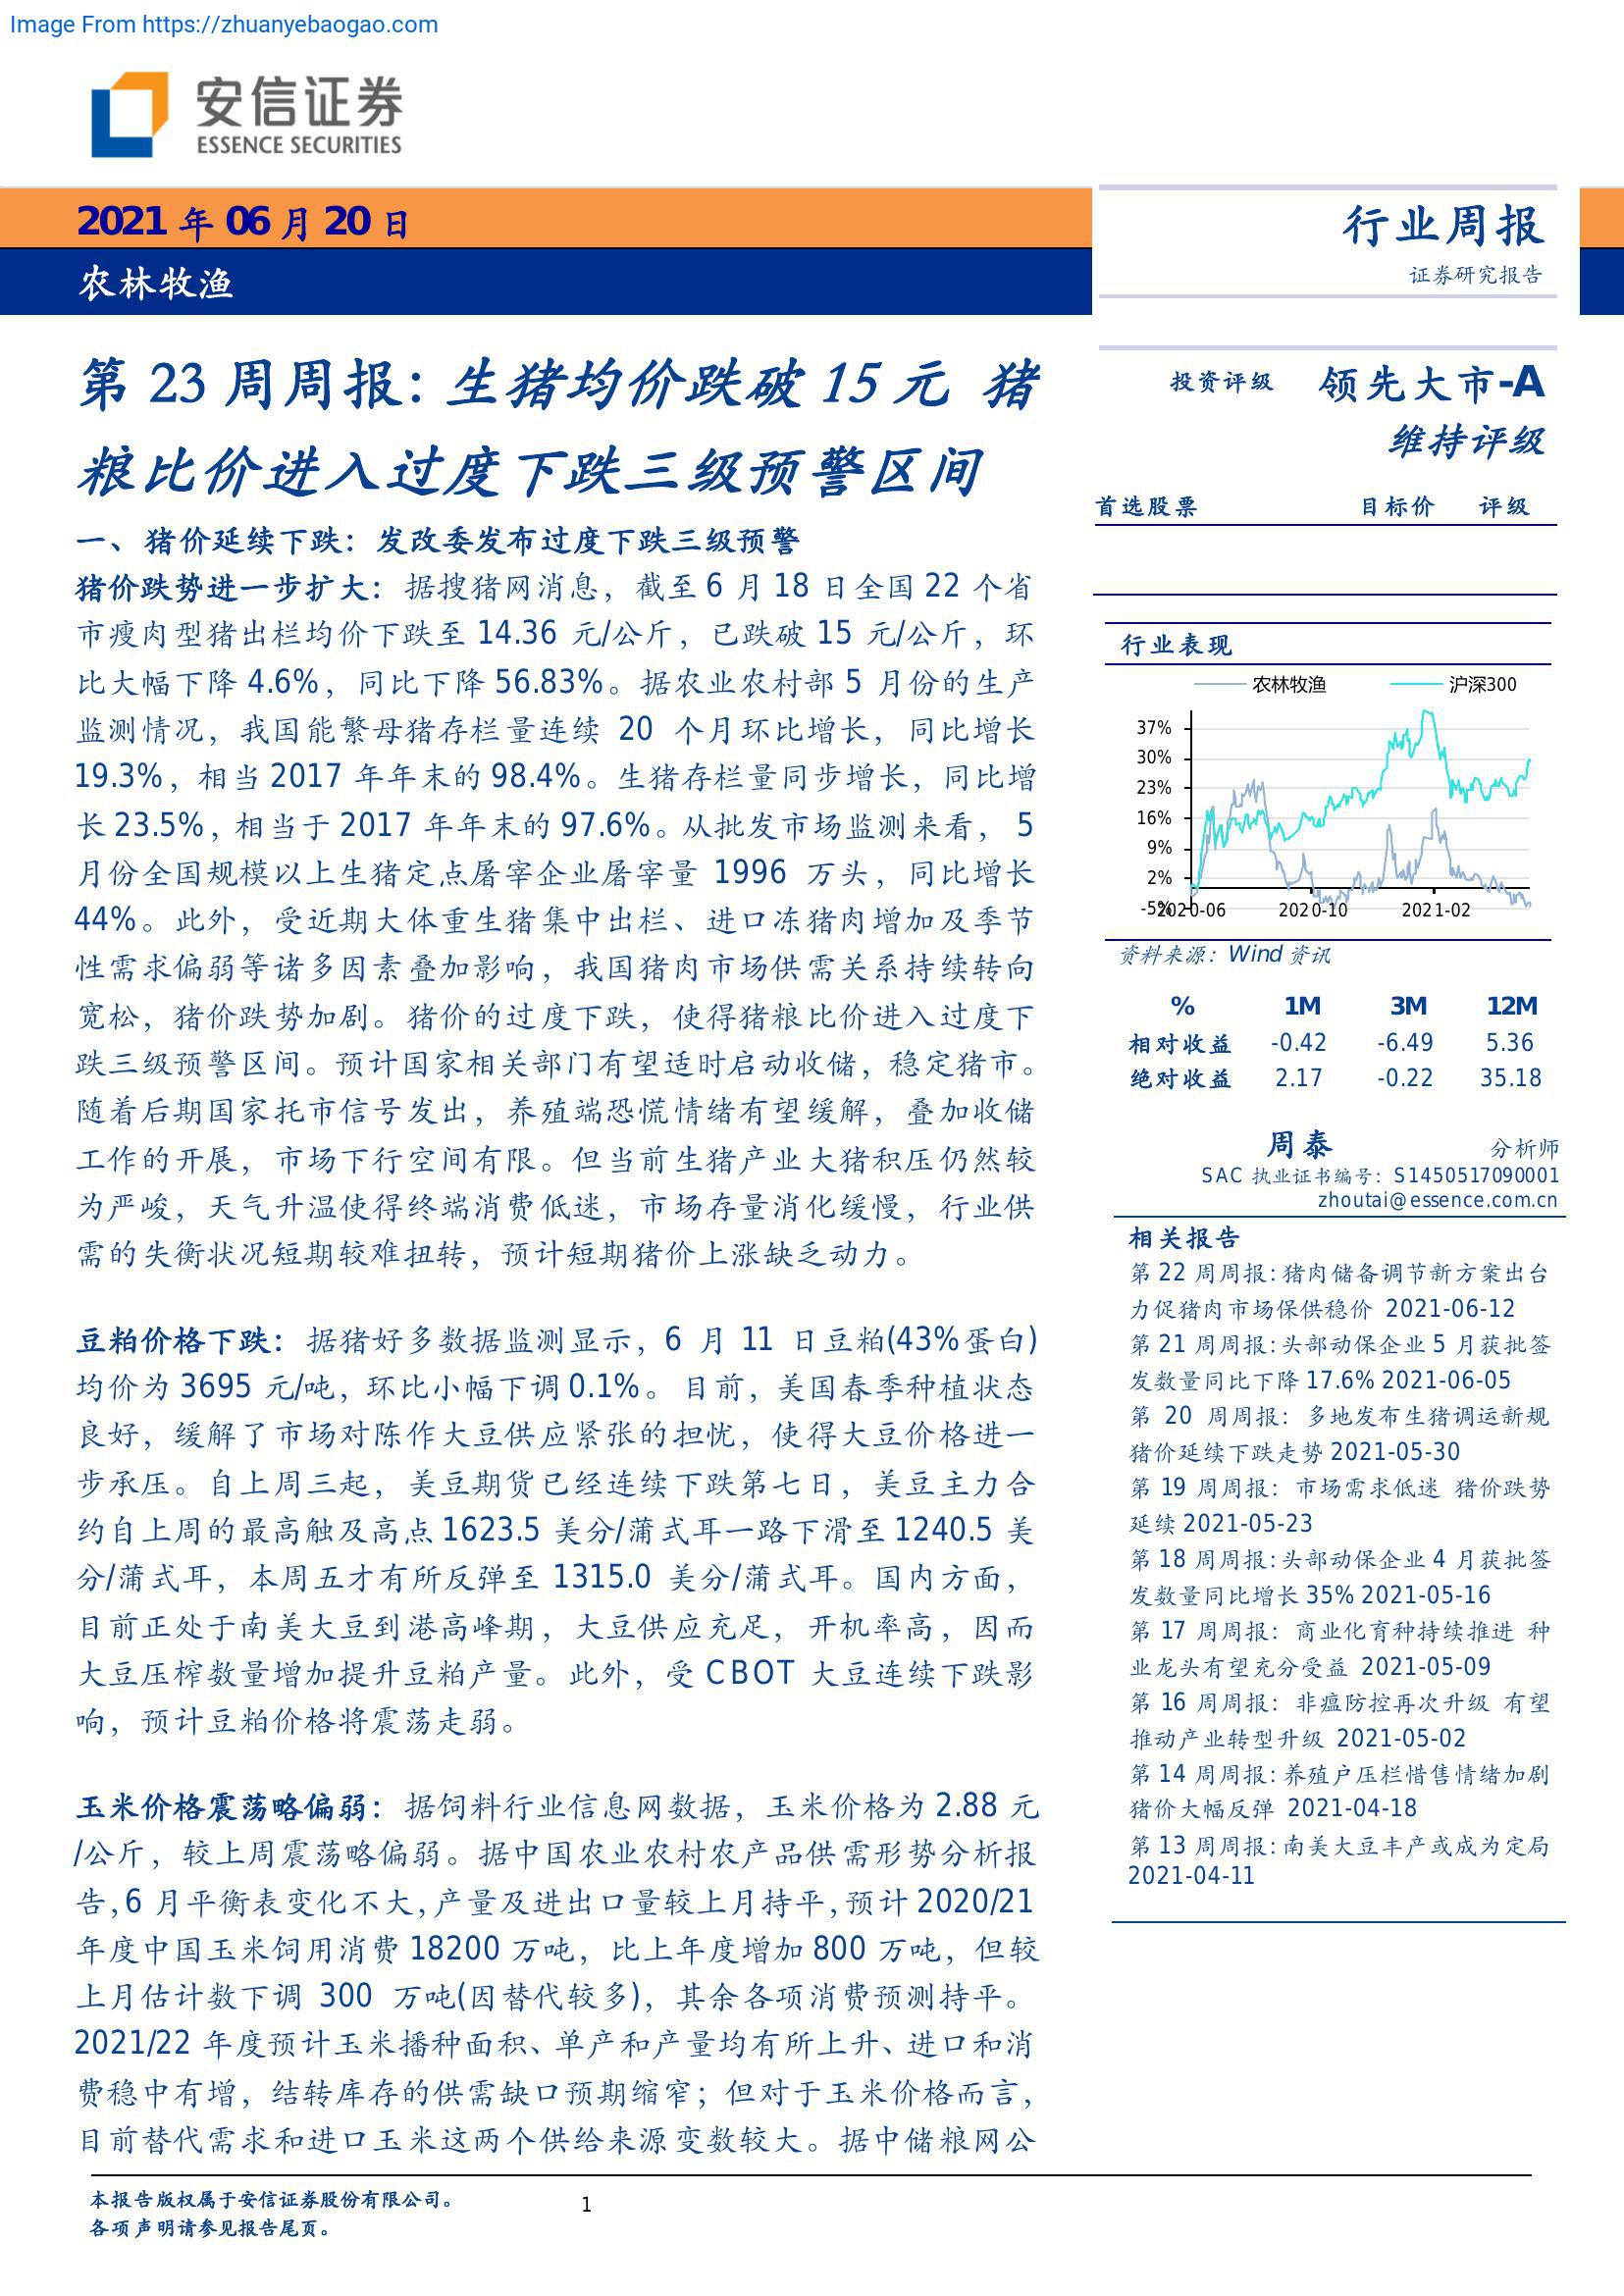 Image From https://zhuanyebaogao.com
安信证券
ESSENCE SECURITIES
2021 年 06 月 20 日
农林牧渔
行业周报
证券研究报告
第 23 周周报：生猪均价跌破 15 元 猪
粮比价进入过度下跌三级预警区间
一、猪价延续下跌：发改委发布过度下跌三级预警
猪价跌势进一步扩大：据搜猪网消息，截至 6 月 18 日全国 22 个省
市瘦肉型猪出栏均价下跌至 14.36 元/公斤，已跌破 15 元/公斤，环
比大幅下降 4.6%，同比下降 56.83%。据农业农村部 5 月份的生产
监测情况，我国能繁母猪存栏量连续 20 个月环比增长，同比增长
19.3%，相当 2017 年年末的 98.4%。生猪存栏量同步增长，同比增
长 23.5%，相当于 2017 年年末的 97.6%。从批发市场监测来看， 5
月份全国规模以上生猪定点屠宰企业屠宰量 1996 万头，同比增长
44%。此外，受近期大体重生猪集中出栏、进口冻猪肉增加及季节
性需求偏弱等诸多因素叠加影响，我国猪肉市场供需关系持续转向
宽松，猪价跌势加剧。猪价的过度下跌，使得猪粮比价进入过度下
跌三级预警区间。预计国家相关部门有望适时启动收储，稳定猪市。
随着后期国家托市信号发出，养殖端恐慌情绪有望缓解，叠加收储
工作的开展，市场下行空间有限。但当前生猪产业大猪积压仍然较
为严峻，天气升温使得终端消费低迷，市场存量消化缓慢，行业供
需的失衡状况短期较难扭转，预计短期猪价上涨缺乏动力。
豆粕价格下跌：据猪好多数据监测显示，6 月 11 日豆粕(43%蛋白)
均价为 3695 元/吨，环比小幅下调 0.1%。目前，美国春季种植状态
良好，缓解了市场对陈作大豆供应紧张的担忧，使得大豆价格进一
步承压。自上周三起，美豆期货已经连续下跌第七日，美豆主力合
约自上周的最高触及高点 1623.5 美分/蒲式耳一路下滑至 1240.5 美
分/蒲式耳，本周五才有所反弹至 1315.0 美分/蒲式耳。国内方面，
目前正处于南美大豆到港高峰期，大豆供应充足，开机率高，因而
大豆压榨数量增加提升豆粕产量。此外，受 CBOT 大豆连续下跌影
响，预计豆粕价格将震荡走弱。
玉米价格震荡略偏弱：据饲料行业信息网数据，玉米价格为 2.88 元
/公斤，较上周震荡略偏弱。据中国农业农村农产品供需形势分析报
告，6 月平衡表变化不大，产量及进出口量较上月持平，预计 2020/21
年度中国玉米饲用消费 18200 万吨，比上年度增加 800 万吨，但较
上月估计数下调 300 万吨(因替代较多)，其余各项消费预测持平。
2021/22 年度预计玉米播种面积、单产和产量均有所上升、进口和消
费稳中有增，结转库存的供需缺口预期缩窄；但对于玉米价格而言，
目前替代需求和进口玉米这两个供给来源变数较大。据中储粮网公
投资评级 领先大市-A
维持评级
首选股票 目标价 评级
行业表现
农林牧渔 沪深300
37%
30%
23%
16%
9%
2%
-5%
2020-06 2020-10 2021-02
资料来源：Wind 资讯
% 1M 3M 12M
相对收益 -0.42 -6.49 5.36
绝对收益 2.17 -0.22 35.18
周泰 分析师
SAC 执业证书编号：S1450517090001
zhoutai@essence.com.cn
相关报告
第 22 周周报：猪肉储备调节新方案出台
力促猪肉市场保供稳价 2021-06-12
第 21 周周报：头部动保企业 5 月获批签
发数量同比下降 17.6% 2021-06-05
第 20 周周报：多地发布生猪调运新规
猪价延续下跌走势 2021-05-30
第 19 周周报：市场需求低迷 猪价跌势
延续 2021-05-23
第 18 周周报：头部动保企业 4 月获批签
发数量同比增长 35% 2021-05-16
第 17 周周报：商业化育种持续推进 种
业龙头有望充分受益 2021-05-09
第 16 周周报：非瘟防控再次升级 有望
推动产业转型升级 2021-05-02
第 14 周周报：养殖户压栏惜售情绪加剧
猪价大幅反弹 2021-04-18
第 13 周周报：南美大豆丰产或成为定局
2021-04-11
本报告版权属于安信证券股份有限公司。
1
各项声明请参见报告尾页。